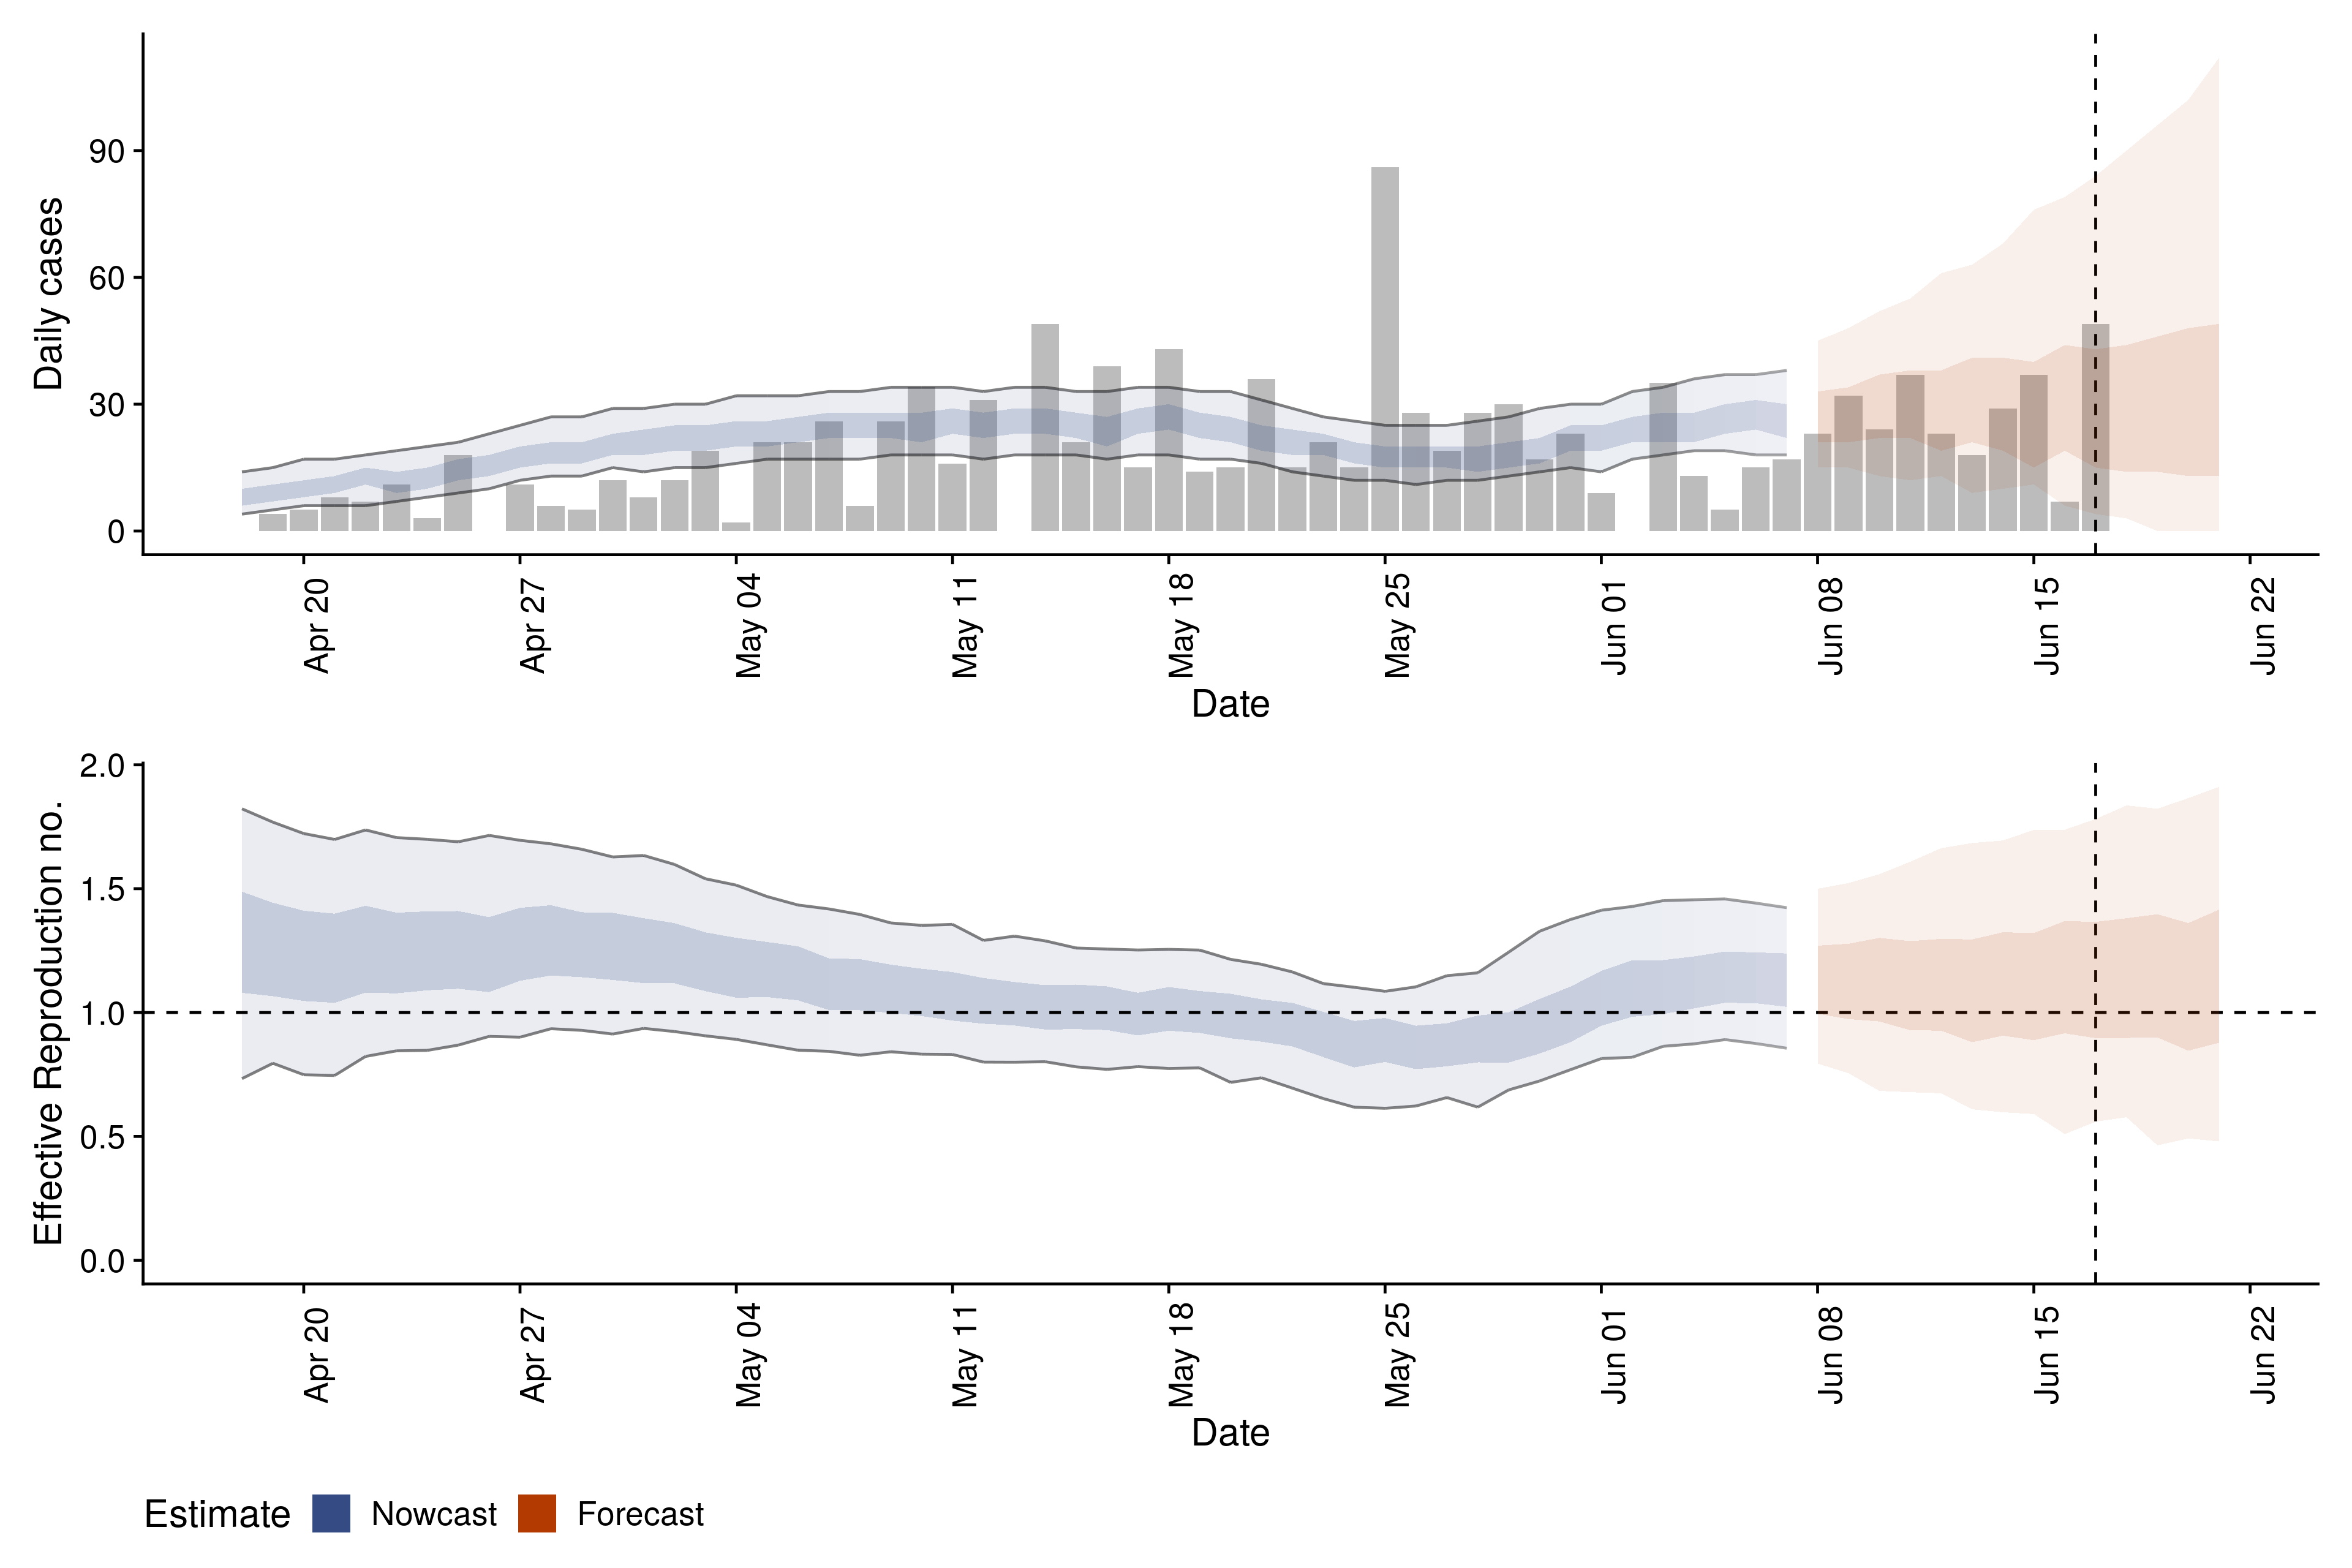 Daily cases
90
60
30
0
Apr 20
Apr 27
May 04
May 11
May 18
May 25
Jun 01
Jun 08
Jun 15
Jun 22
Date
Effective Reproduction no.
2.0
1.5
1.0
0.5
0.0
Apr 20
Apr 27
May 04
May 11
May 18
May 25
Jun 01
Jun 08
Jun 15
Jun 22
Date
Estimate Nowcast Forecast